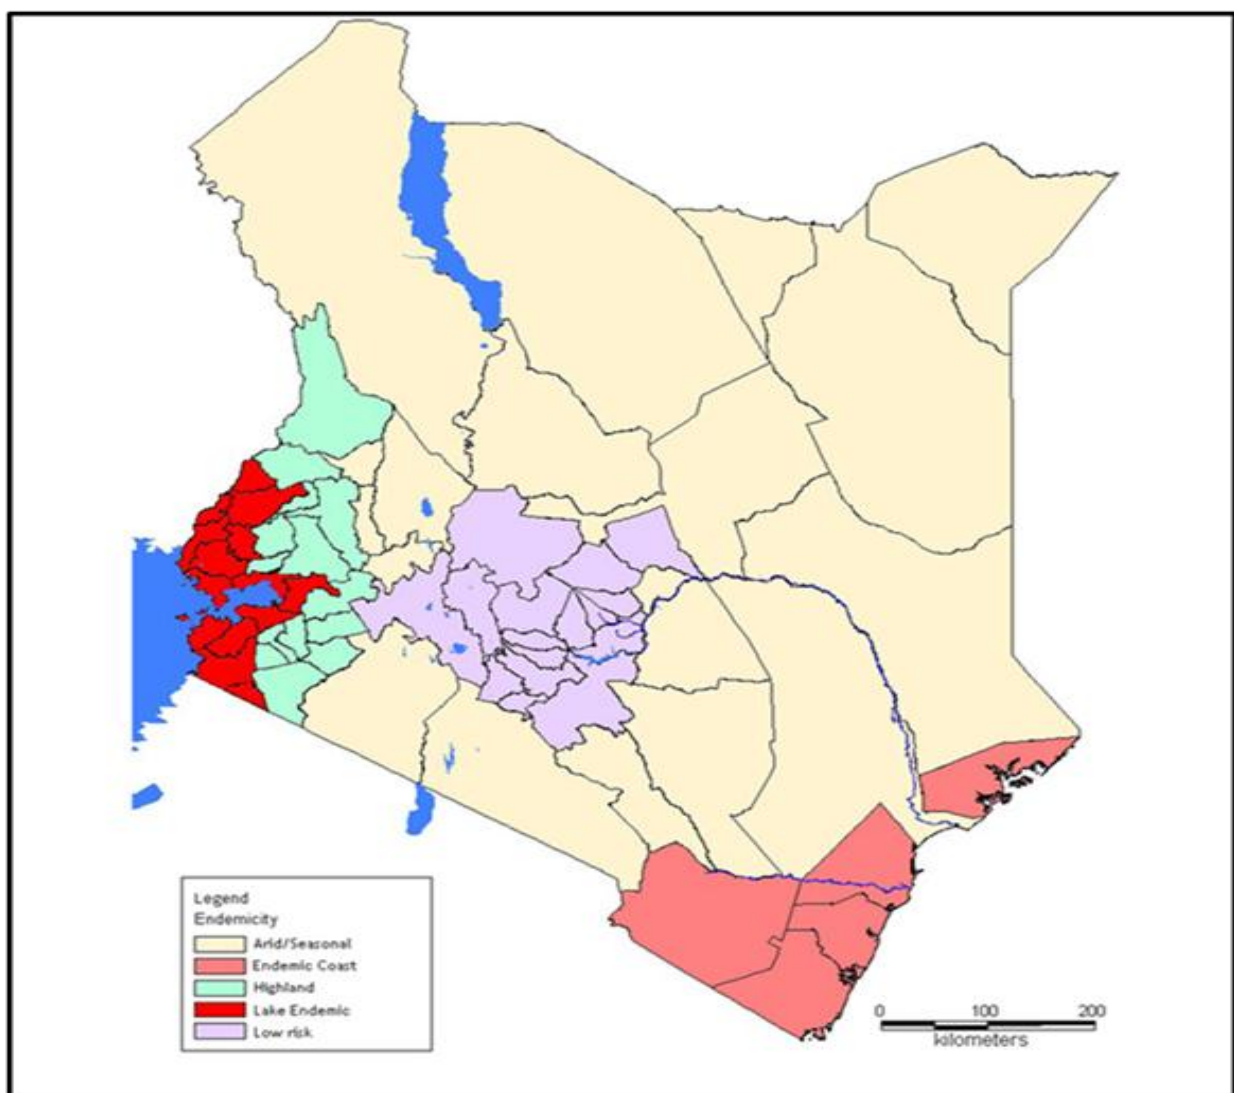 Legend
Endemicity
Arid/Seasonal
Endemic Coast
Highland
Lake Endemic
Low risk
0 100 200
kilometers